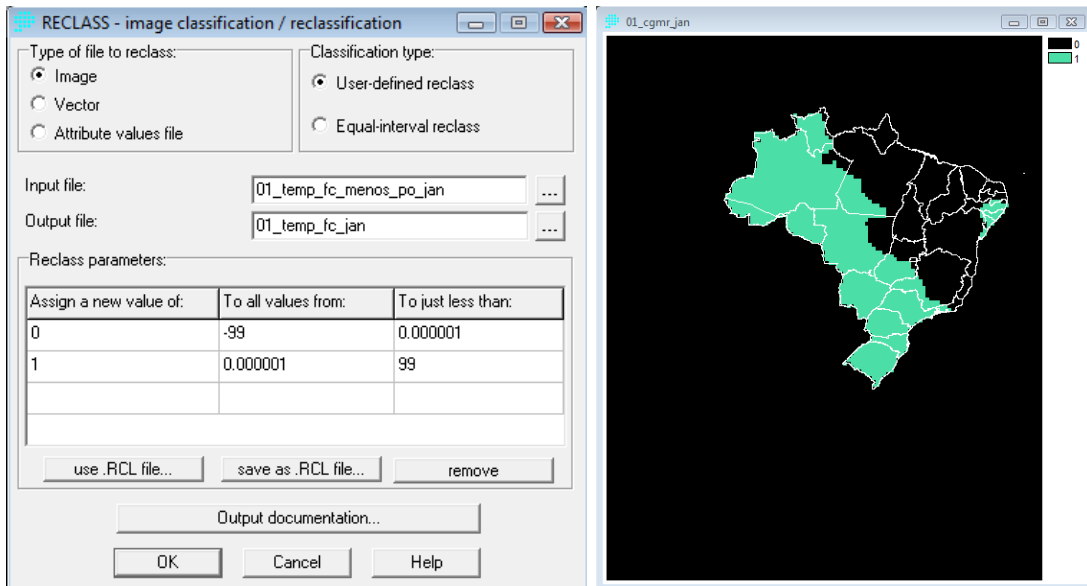 RECLASS - image classification / reclassification
Type of file to reclass:
Image
Vector
Attribute values file
Classification type:
User-defined reclass
Equal-interval reclass
Input file:
01_temp_fc_menos_po_jan
...
Output file:
01_temp_fc_jan
...
Reclass parameters:
Assign a new value of: To all values from: To just less than:
0 -99 0.000001
1 0.000001 99
use .RCL file... save as .RCL file... remove
Output documentation...
OK Cancel Help
01_cgmr_jan
0
1